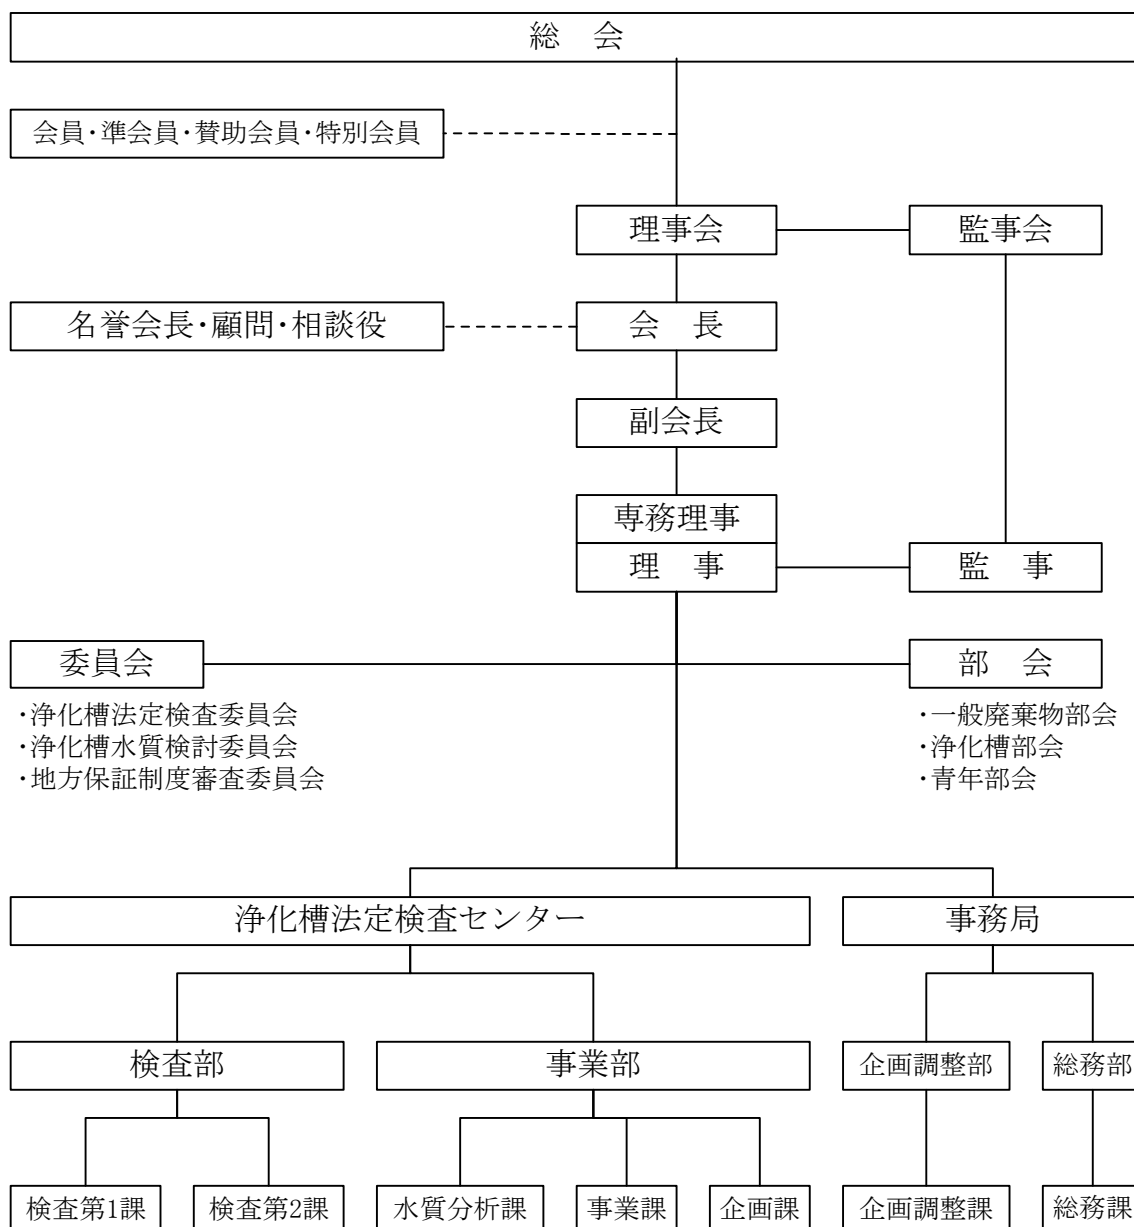 総　会
会員・準会員・賛助会員・特別会員
理事会
監事会
名誉会長・顧問・相談役
会　長
副会長
専務理事
理　事
監　事
委員会
部　会
・浄化槽法定検査委員会
・浄化槽水質検討委員会
・地方保証制度審査委員会
・一般廃棄物部会
・浄化槽部会
・青年部会
浄化槽法定検査センター
事務局
検査部
事業部
企画調整部
総務部
検査第1課
検査第2課
水質分析課
事業課
企画課
企画調整課
総務課